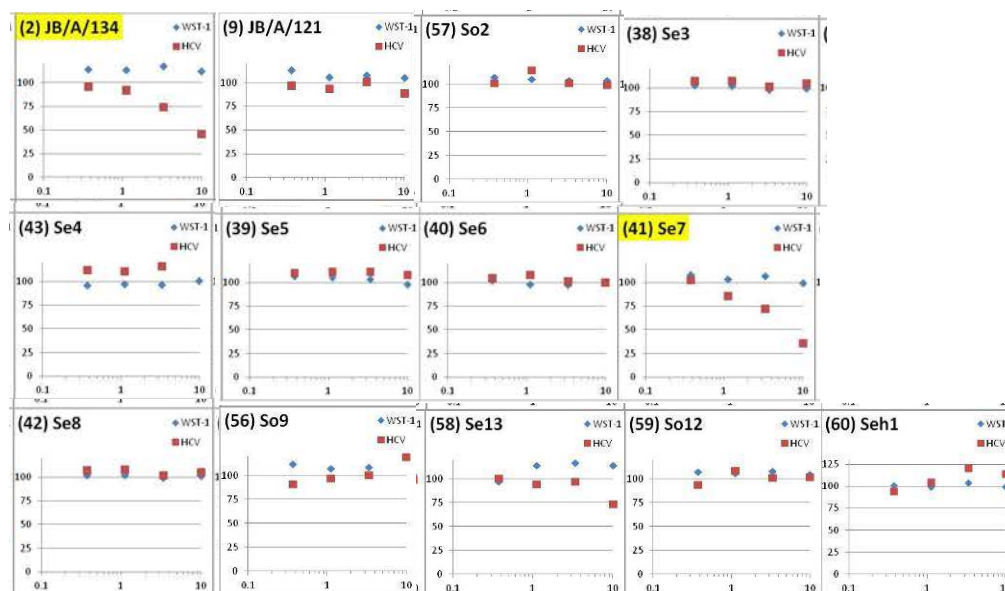 (2) JB/A/134
WST-1
HCV
100
75
50
25
0
0.1 1 10
(9) JB/A/121
WST-1
HCV
100
75
50
25
0
0.1 1 10
(57) So2
WST-1
HCV
100
75
50
25
0
0.1 1 10
(38) Se3
WST-1
HCV
100
75
50
25
0
0.1 1 10
(43) Se4
WST-1
HCV
100
75
50
25
0
0.1 1 10
(39) Se5
WST-1
HCV
100
75
50
25
0
0.1 1 10
(40) Se6
WST-1
HCV
100
75
50
25
0
0.1 1 10
(41) Se7
WST-1
HCV
100
75
50
25
0
0.1 1 10
(42) Se8
WST-1
HCV
100
75
50
25
0
0.1 1 10
(56) So9
WST-1
HCV
100
75
50
25
0
0.1 1 10
(58) Se13
WST-1
HCV
100
75
50
25
0
0.1 1 10
(59) So12
WST-1
HCV
100
75
50
25
0
0.1 1 10
(60) Seh1
WST-
HCV
125
100
75
50
25
0
0.1 1